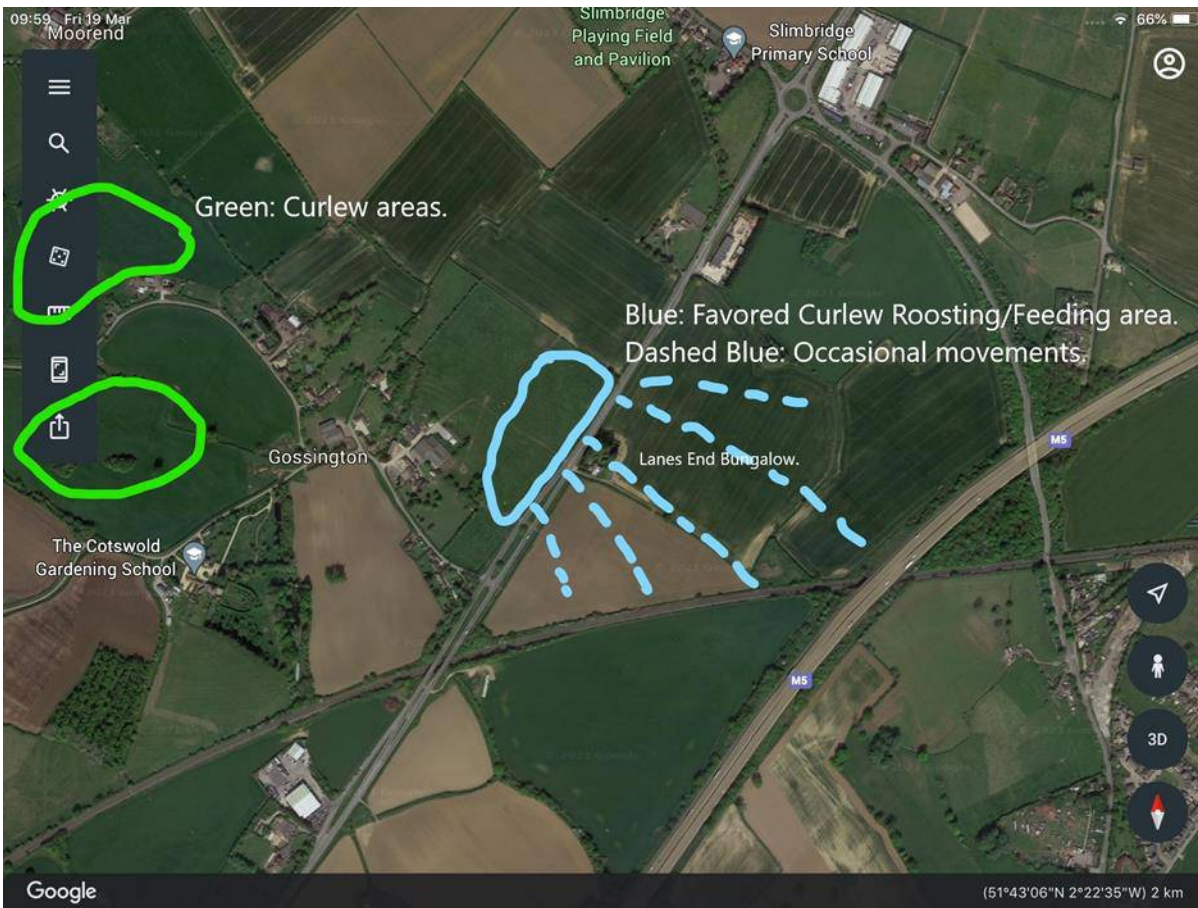 09:59 Fri 19 Mar
66%
Moorend
Slimbridge
Playing Field
and Pavilion
Slimbridge
Primary School
Green: Curlew areas.
Blue: Favored Curlew Roosting/Feeding area.
Dashed Blue: Occasional movements.
M5
Gossington
Lanes End Bungalow.
The Cotswold
Gardening School
M5
3D
Google
(51°43'06"N 2°22'35"W) 2 km